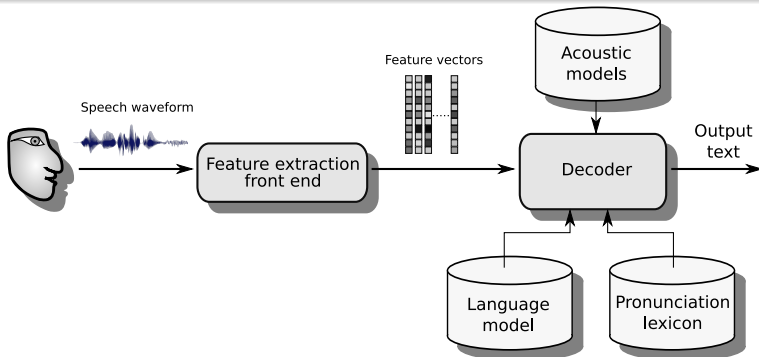 Speech waveform
Feature extraction
front end
Feature vectors
Acoustic
models
Decoder
Output
text
Language
model
Pronunciation
lexicon